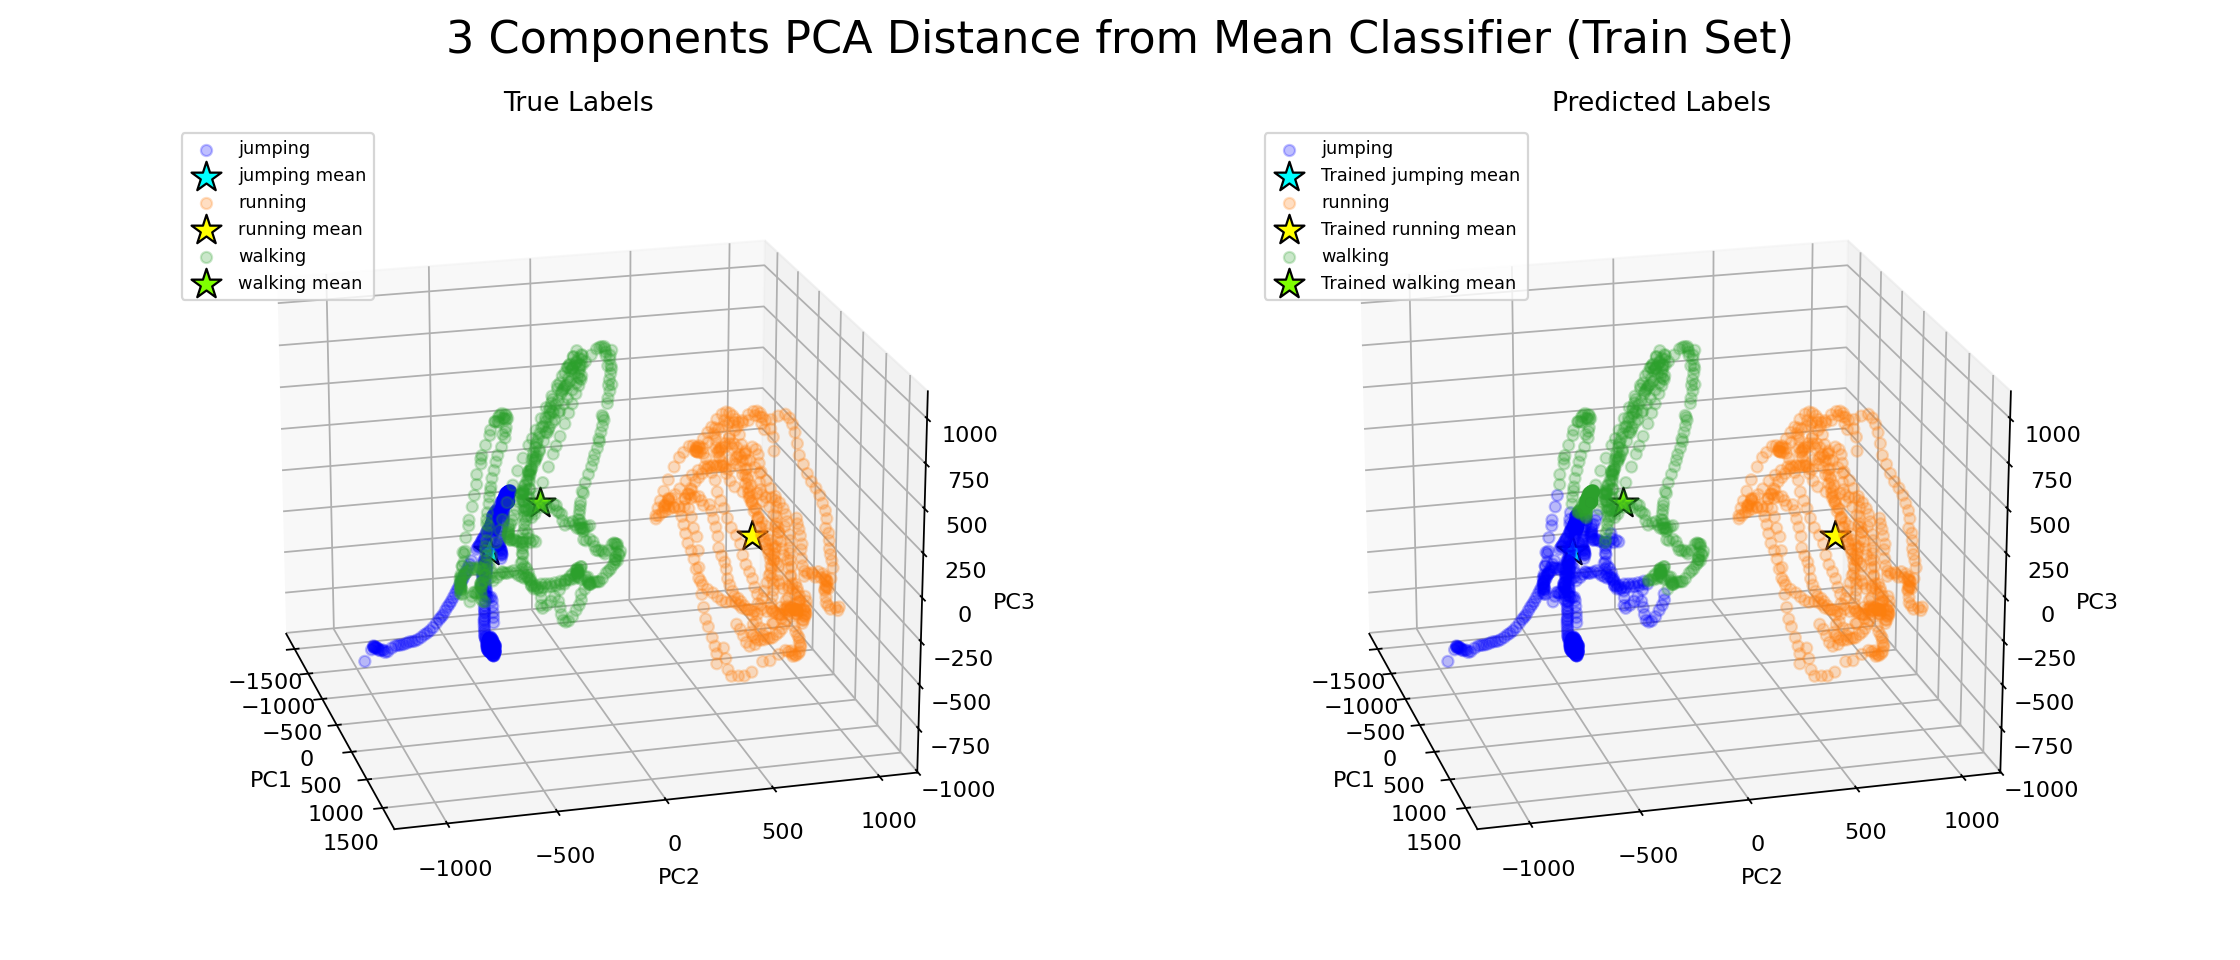 3 Components PCA Distance from Mean Classifier (Train Set)
True Labels
jumping
jumping mean
running
running mean
walking
walking mean
1000
750
500
250
0
−250
−500
−750
−1000
PC3
−1500
−1000
−500
0
500
1000
1500
PC1
−1000
−500
0
500
1000
PC2
Predicted Labels
jumping
Trained jumping mean
running
Trained running mean
walking
Trained walking mean
1000
750
500
250
0
−250
−500
−750
−1000
PC3
−1500
−1000
−500
0
500
1000
1500
PC1
−1000
−500
0
500
1000
PC2